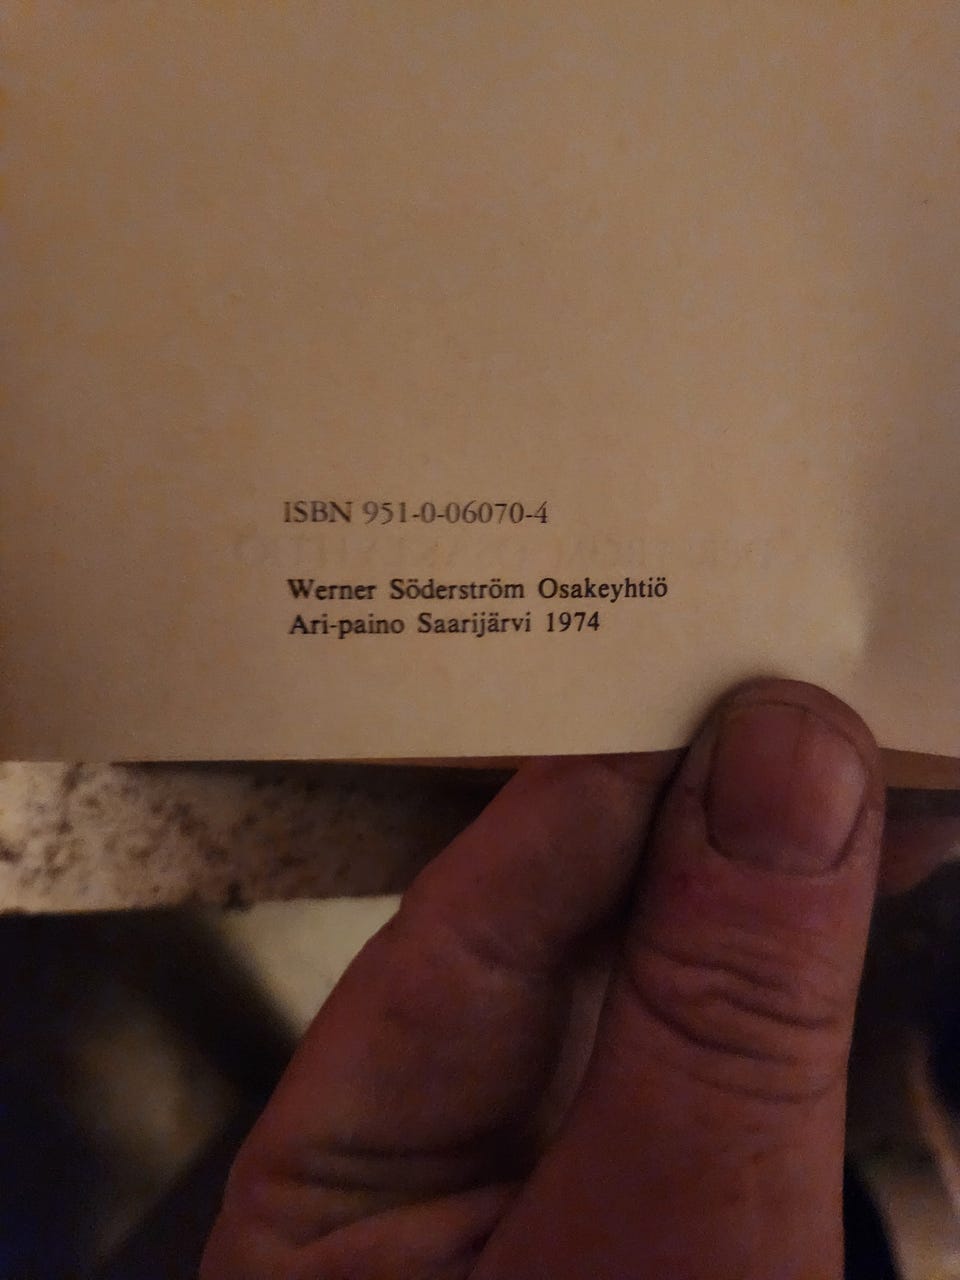 ISBN 951-0-06070-4
Werner Söderström Osakeyhtiö
Ari-paino Saarijärvi 1974